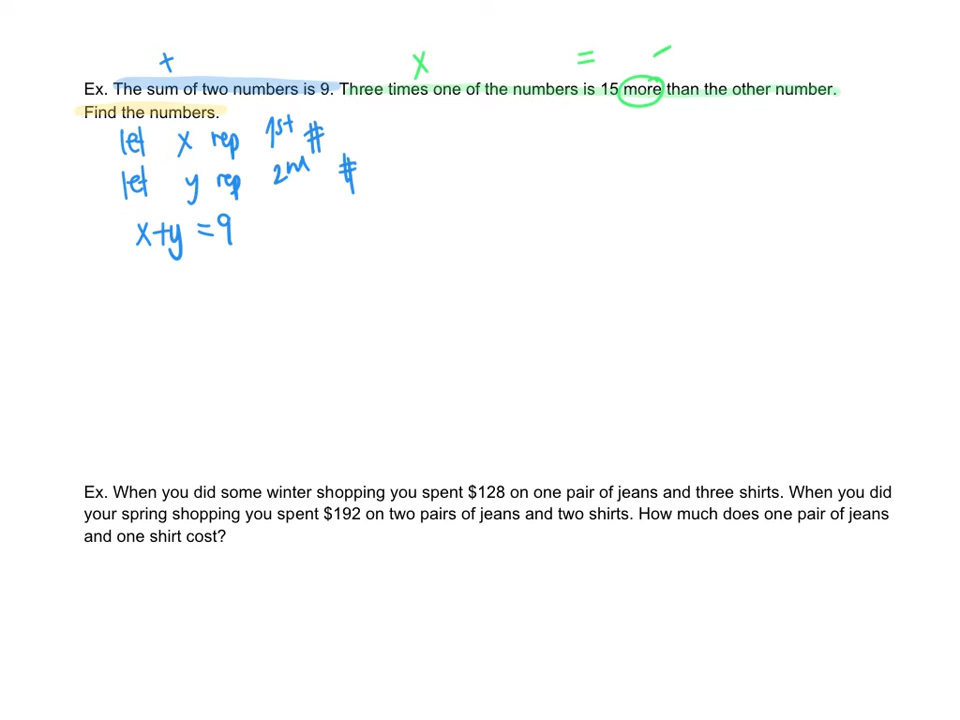 + X = -
Ex. The sum of two numbers is 9. Three times one of the numbers is 15 more than the other number.
Find the numbers.
let x rep 1st #
let y rep 2nd #
x+y = 9
Ex. When you did some winter shopping you spent $128 on one pair of jeans and three shirts. When you did
your spring shopping you spent $192 on two pairs of jeans and two shirts. How much does one pair of jeans
and one shirt cost?